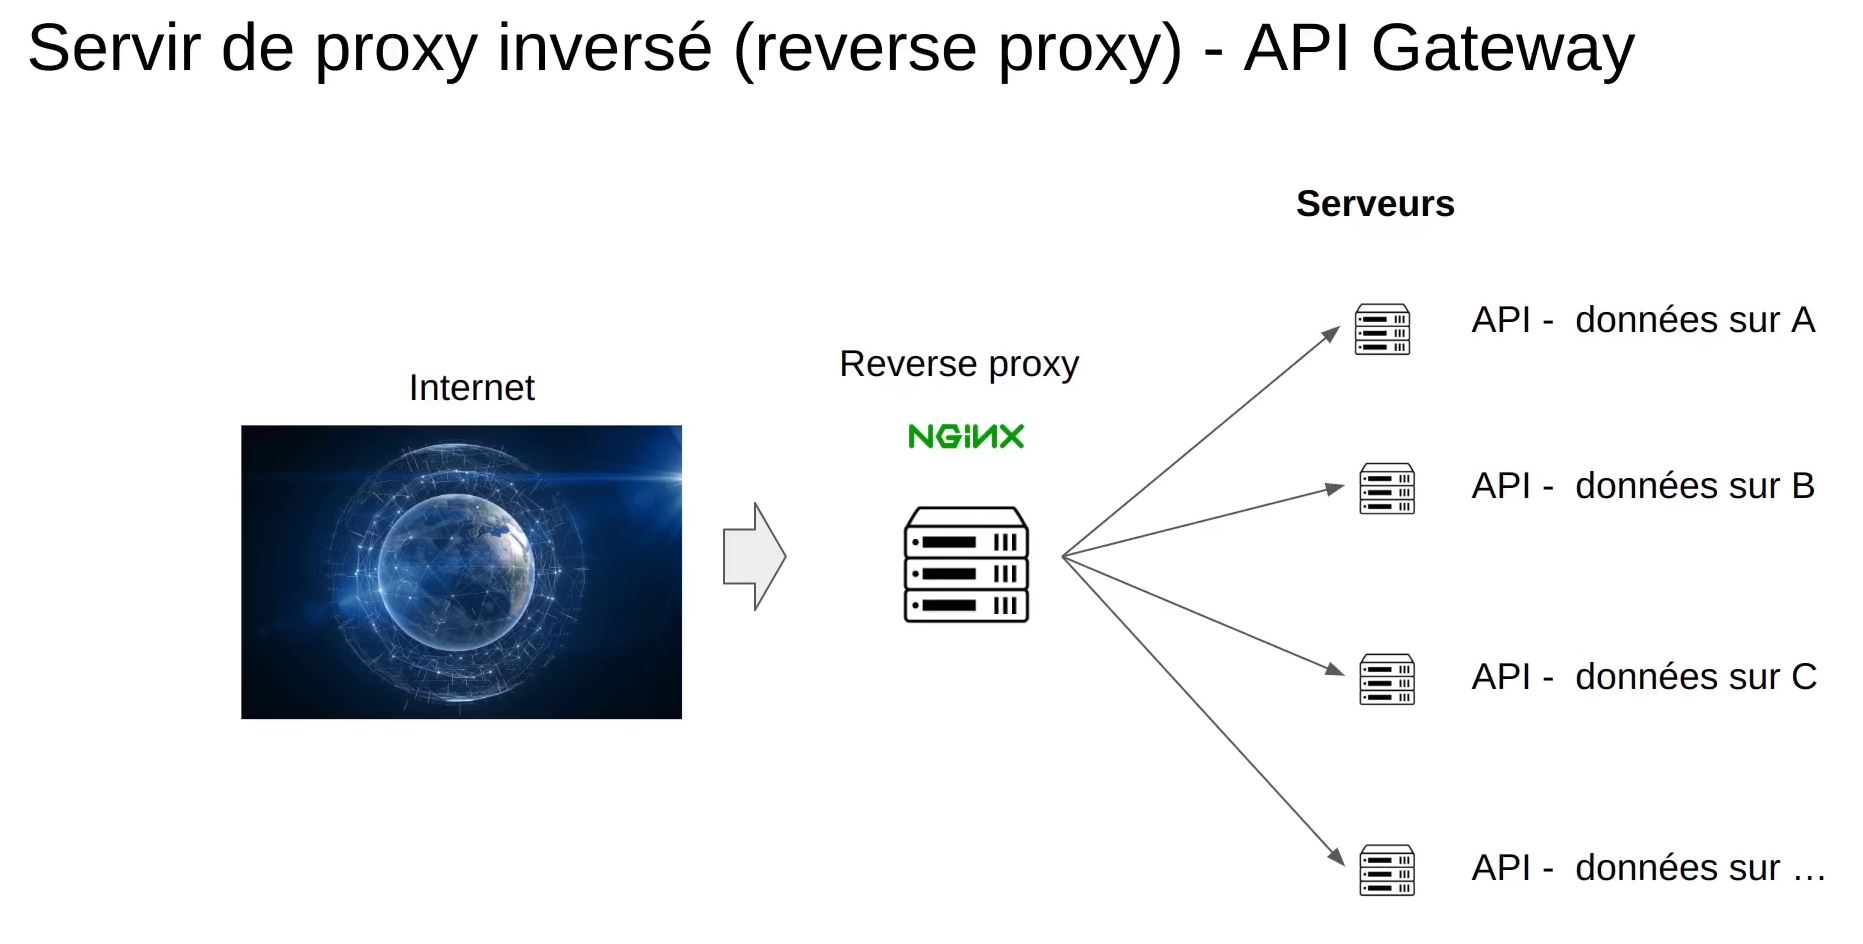 Servir de proxy inversé (reverse proxy) - API Gateway
Serveurs
API - données sur A
Reverse proxy
Internet
NGiNX
API - données sur B
API - données sur C
API - données sur …